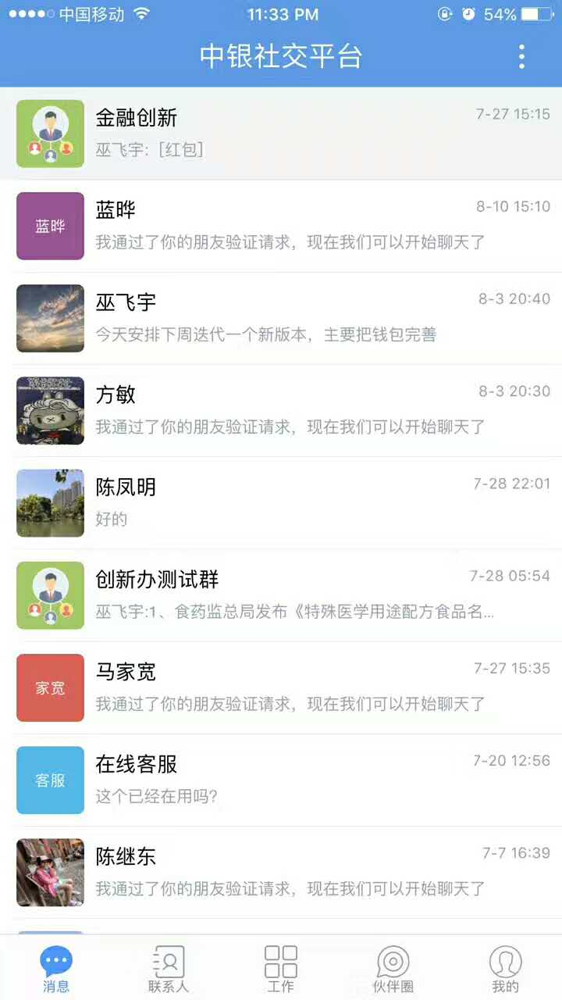 中国移动 11:33 PM 54%
中银社交平台
金融创新 7-27 15:15
巫飞宇: [红包]
蓝晔
蓝晔 8-10 15:10
我通过了你的朋友验证请求，现在我们可以开始聊天了
巫飞宇 8-3 20:40
今天安排下周迭代一个新版本，主要把钱包完善
方敏 8-3 20:30
我通过了你的朋友验证请求，现在我们可以开始聊天了
陈凤明 7-28 22:01
好的
创新办测试群 7-28 05:54
巫飞宇:1、食药监总局发布《特殊医学用途配方食品名...
家宽
马家宽 7-27 15:35
我通过了你的朋友验证请求，现在我们可以开始聊天了
客服
在线客服 7-20 12:56
这个已经在用吗?
陈继东 7-7 16:39
我通过了你的朋友验证请求，现在我们可以开始聊天了
消息 联系人 工作 伙伴圈 我的